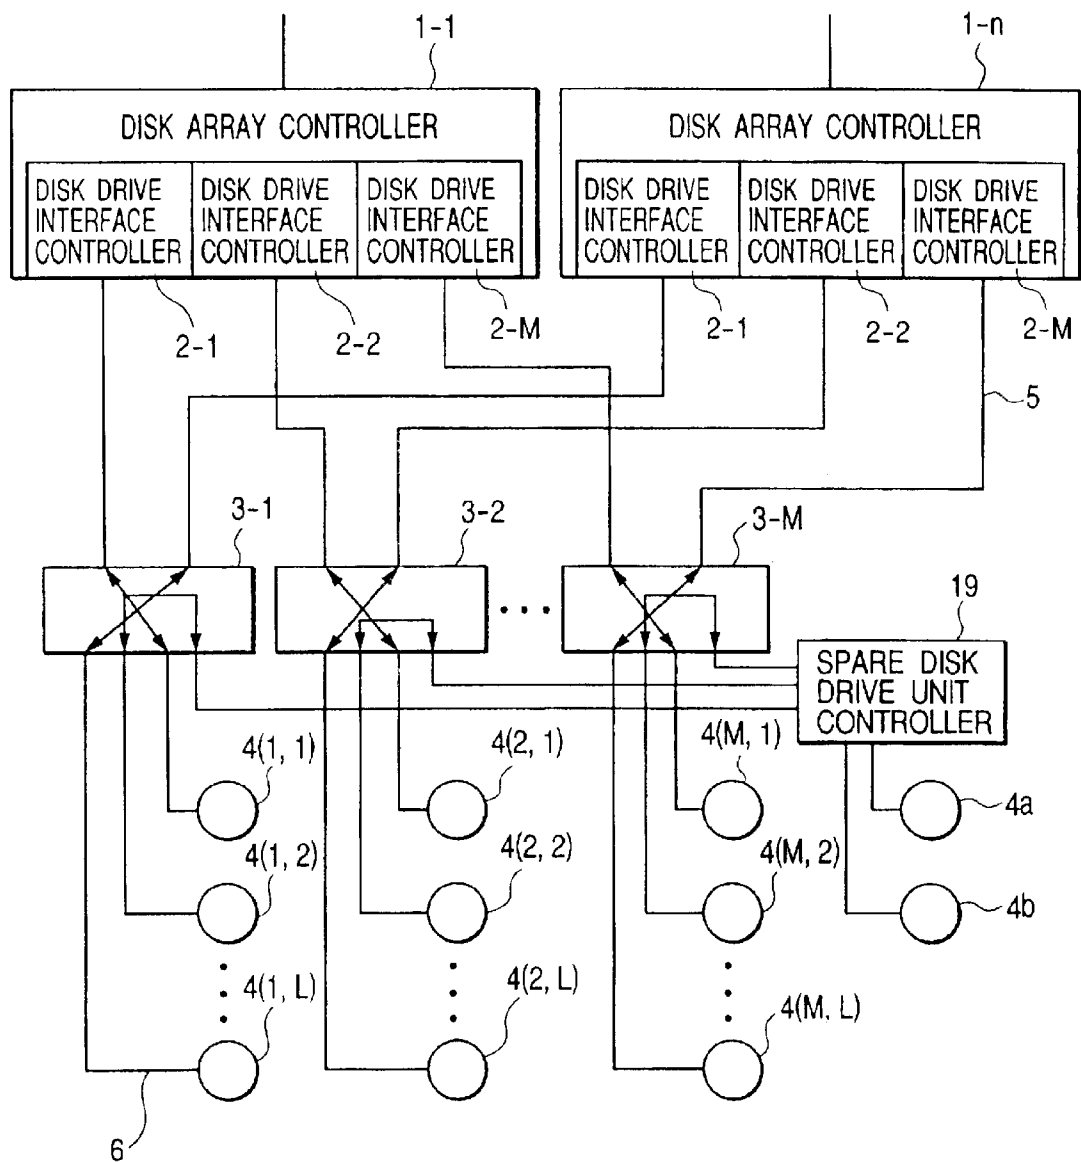 1-1
1-n
DISK ARRAY CONTROLLER
DISK ARRAY CONTROLLER
DISK DRIVE
INTERFACE
CONTROLLER
DISK DRIVE
INTERFACE
CONTROLLER
DISK DRIVE
INTERFACE
CONTROLLER
DISK DRIVE
INTERFACE
CONTROLLER
DISK DRIVE
INTERFACE
CONTROLLER
DISK DRIVE
INTERFACE
CONTROLLER
2-1
2-2
2-M
2-1
2-2
2-M
5
3-1
3-2
3-M
19
SPARE DISK
DRIVE UNIT
CONTROLLER
4(1, 1)
4(2, 1)
4(M, 1)
4a
4(1, 2)
4(2, 2)
4(M, 2)
4b
4(1, L)
4(2, L)
4(M, L)
6